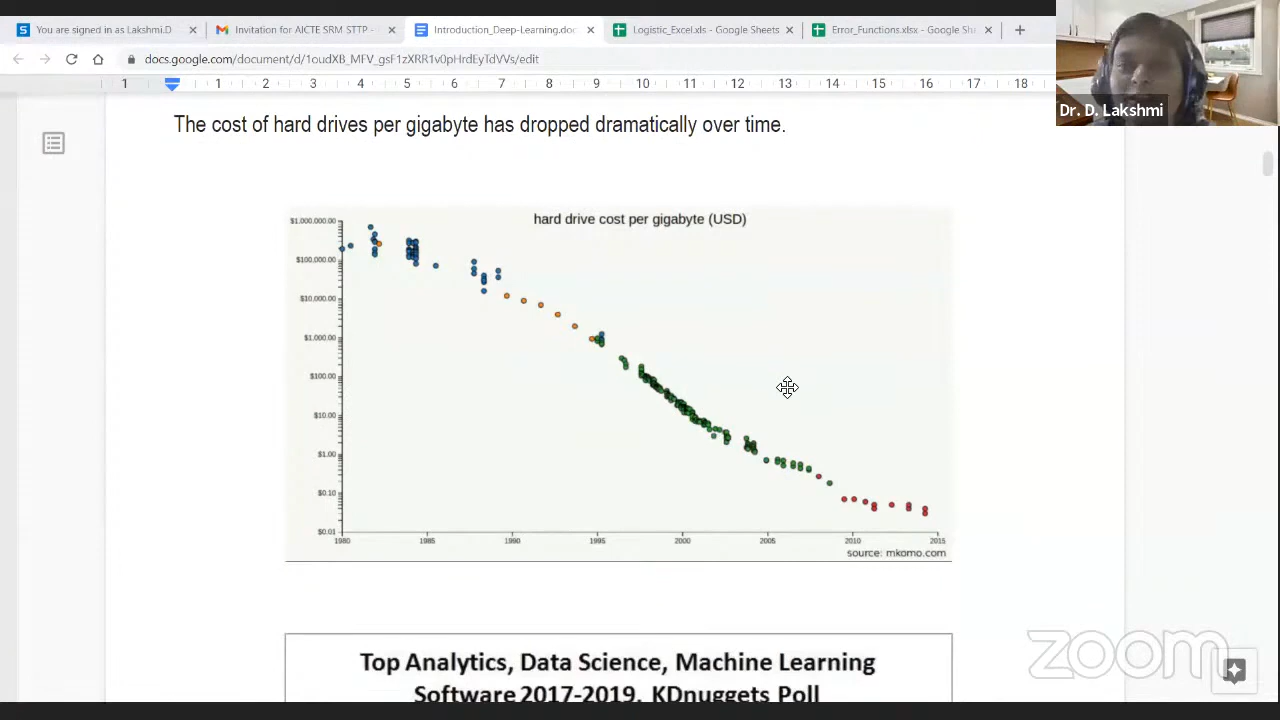 You are signed in as Lakshmi.D
Invitation for AICTE SRM STTP -
Introduction_Deep-Learning.doc
Logistic_Excel.xls - Google Sheets
Error_Functions.xlsx - Google Sh
docs.google.com/document/d/1oudXB_MFV_gsF1zXRR1v0pHrdEyTdVVs/edit
Dr. D. Lakshmi
1 1 2 3 4 5 6 7 8 9 10 11 12 13 14 15 16 17 18
The cost of hard drives per gigabyte has dropped dramatically over time.
hard drive cost per gigabyte (USD)
$1,000,000.00
$100,000.00
$10,000.00
$1,000.00
$100.00
$10.00
$1.00
$0.10
$0.01
1980 1985 1990 1995 2000 2005 2010 2015
source: mkomo.com
Top Analytics, Data Science, Machine Learning
Software 2017-2019, KDnuggets Poll
zoom